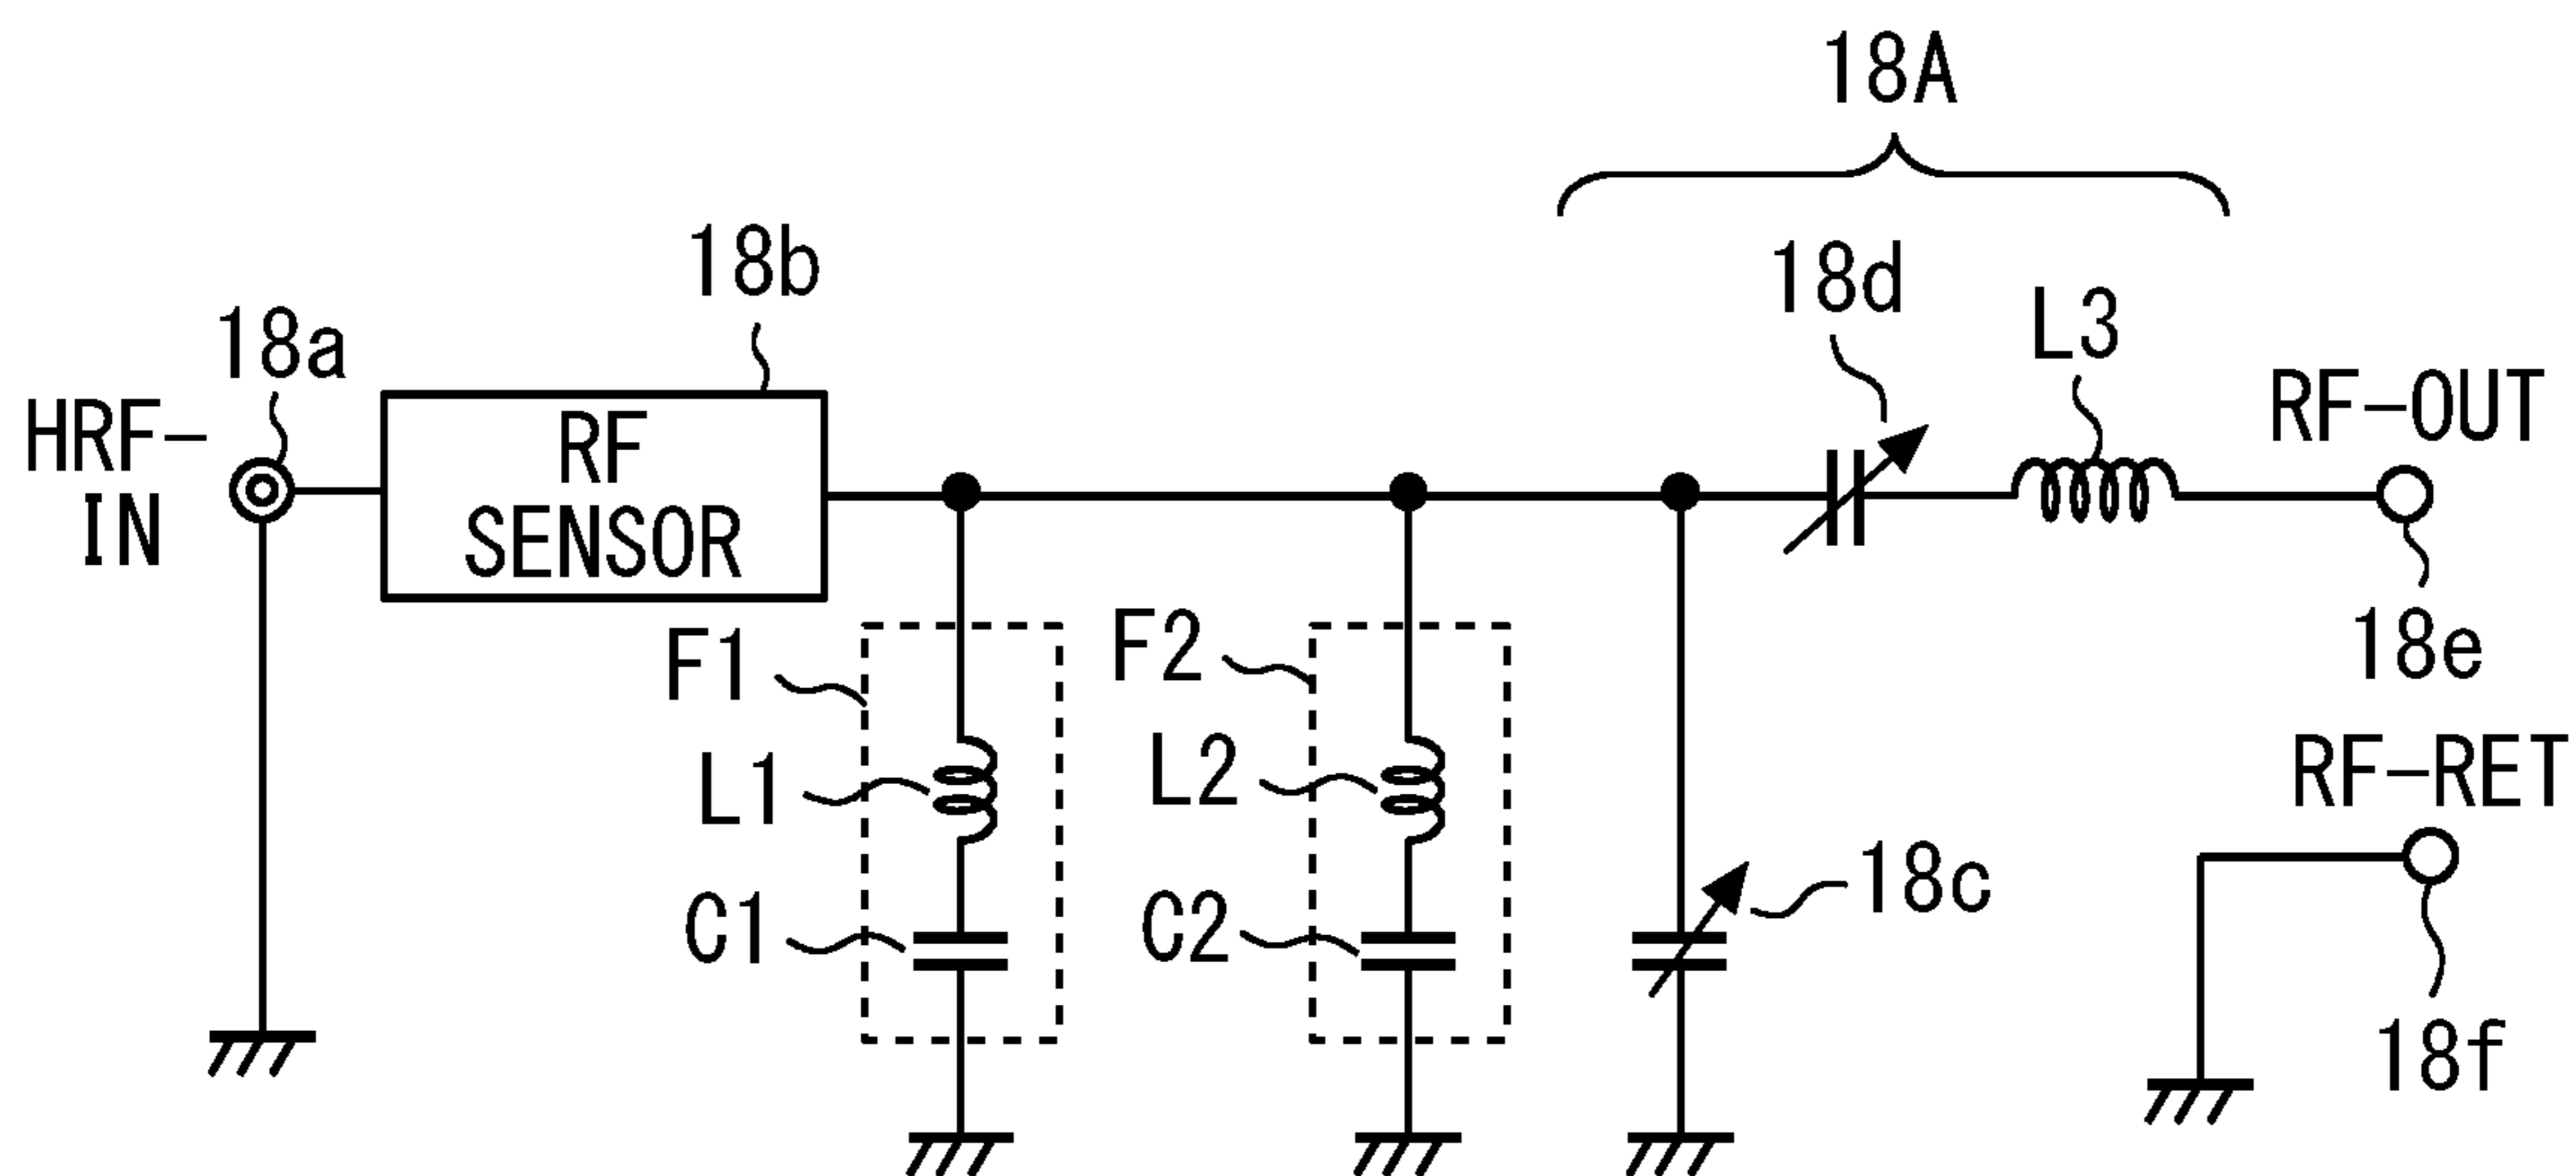 18A
18b
18d
18a
L3
HRF-
IN
RF
SENSOR
RF-OUT
18e
F1
F2
L1
L2
RF-RET
C1
C2
18c
18f